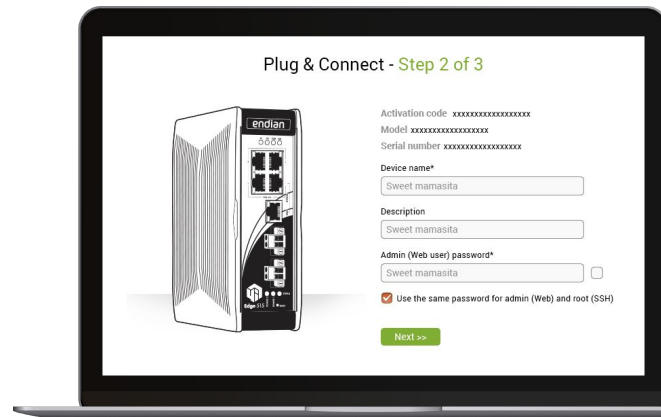 Plug & Connect - Step 2 of 3
endian
Edge 515
Activation code xxxxxxxxxxxxxxxxxx
Model xxxxxxxxxxxxxxxxxx
Serial number xxxxxxxxxxxxxxxxxx
Device name*
Sweet mamasita
Description
Sweet mamasita
Admin (Web user) password*
Sweet mamasita
Use the same password for admin (Web) and root (SSH)
Next >>